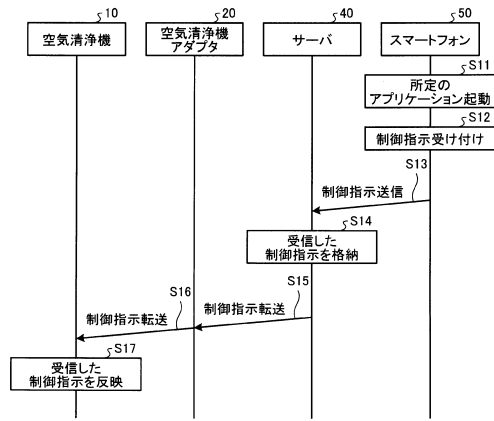 10
20
40
50
空気清浄機
空気清浄機
アダプタ
サーバ
スマートフォン
S11
所定の
アプリケーション起動
S12
制御指示受け付け
S13
制御指示送信
S14
受信した
制御指示を格納
S15
制御指示転送
S16
制御指示転送
S17
受信した
制御指示を反映